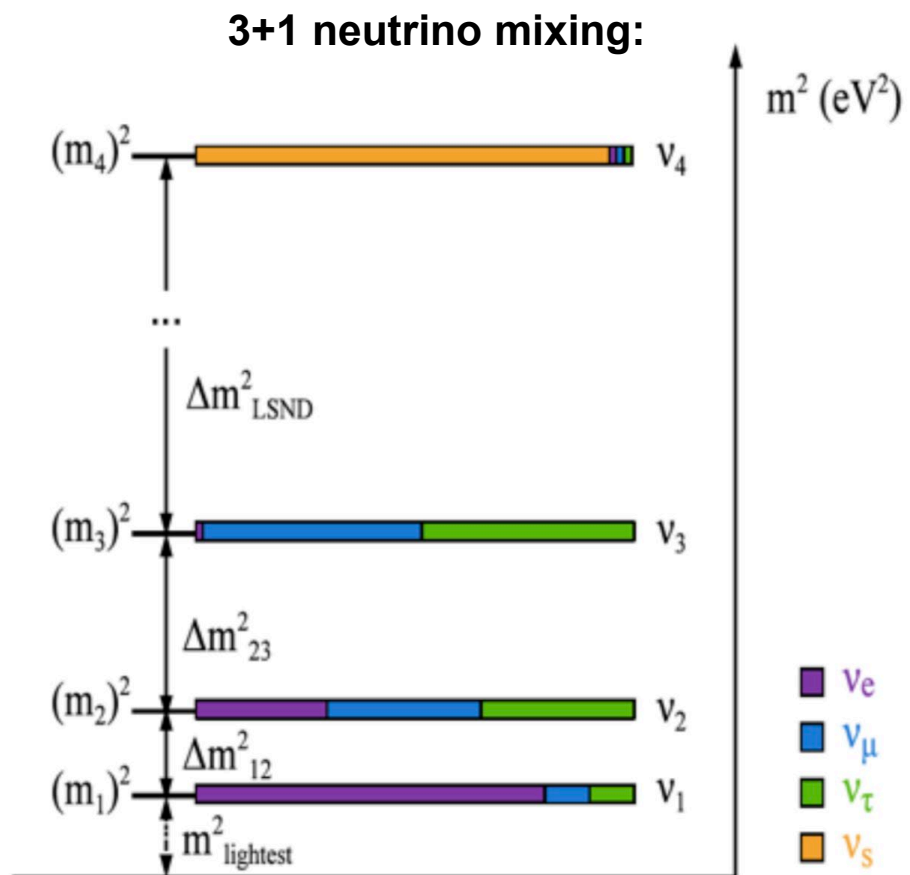 3+1 neutrino mixing:
m² (eV²)
(m₄)²
ν₄
...
Δm²LSND
(m₃)²
ν₃
Δm²₂₃
(m₂)²
ν₂
Δm²₁₂
(m₁)²
ν₁
m²lightest
νe
νμ
ντ
νs